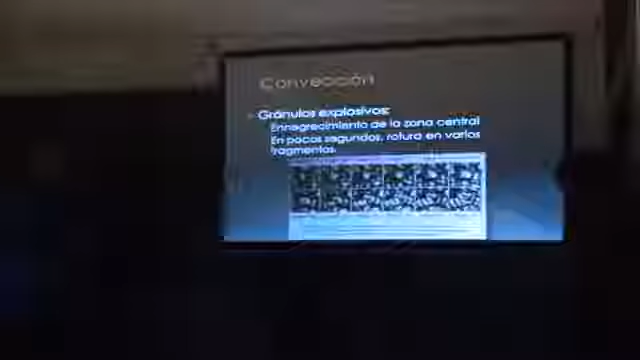 Convección
Gránulos explosivos:
Ennegrecimiento de la zona central
En pocos segundos, rotura en varios
fragmentos.